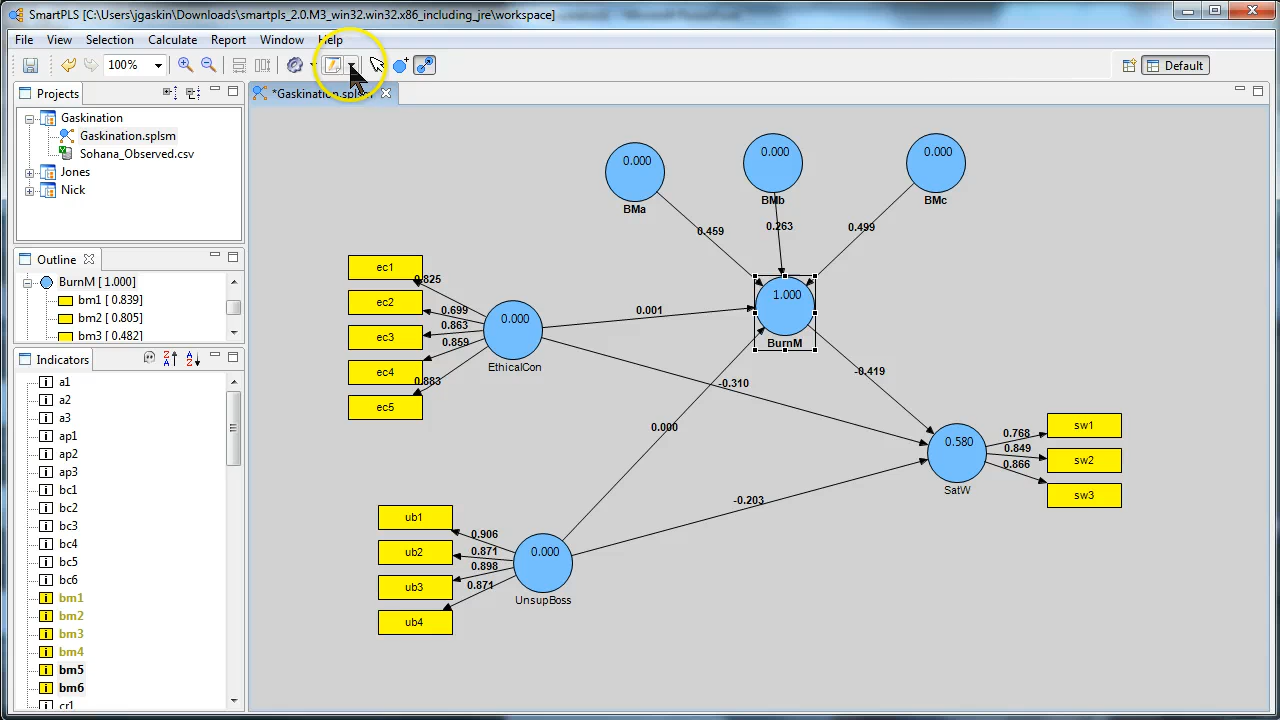 SmartPLS [C:\Users\jgaskin\Downloads\smartpls_2.0.M3_win32.win32.x86_including_jre\workspace]
File View Selection Calculate Report Window Help
100%
Default
Projects
*Gaskination.splsm
Gaskination
Gaskination.splsm
Sohana_Observed.csv
Jones
Nick
Outline
BurnM [ 1.000]
bm1 [ 0.839]
bm2 [ 0.805]
bm3 [ 0.482]
Indicators
a1
a2
a3
ap1
ap2
ap3
bc1
bc2
bc3
bc4
bc5
bc6
bm1
bm2
bm3
bm4
bm5
bm6
cr1
0.000
BMa
0.000
BMb
0.000
BMc
0.459
0.263
0.499
ec1
ec2
ec3
ec4
ec5
0.825
0.699
0.863
0.859
0.883
0.000
EthicalCon
0.001
1.000
BurnM
-0.310
-0.419
0.000
-0.203
0.580
SatW
0.768
0.849
0.866
sw1
sw2
sw3
ub1
ub2
ub3
ub4
0.906
0.871
0.898
0.871
0.000
UnsupBoss